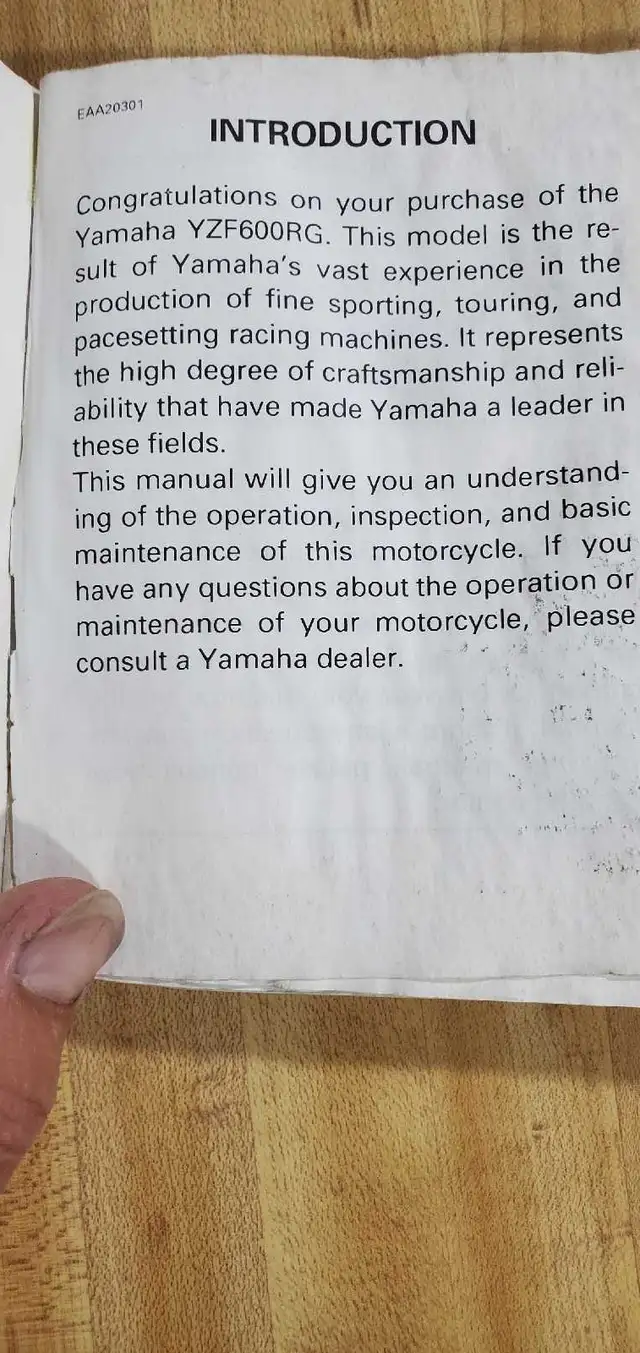 EAA20301
INTRODUCTION
Congratulations on your purchase of the
Yamaha YZF600RG. This model is the re-
sult of Yamaha's vast experience in the
production of fine sporting, touring, and
pacesetting racing machines. It represents
the high degree of craftsmanship and reli-
ability that have made Yamaha a leader in
these fields.
This manual will give you an understand-
ing of the operation, inspection, and basic
maintenance of this motorcycle. If you
have any questions about the operation or
maintenance of your motorcycle, please
consult a Yamaha dealer.